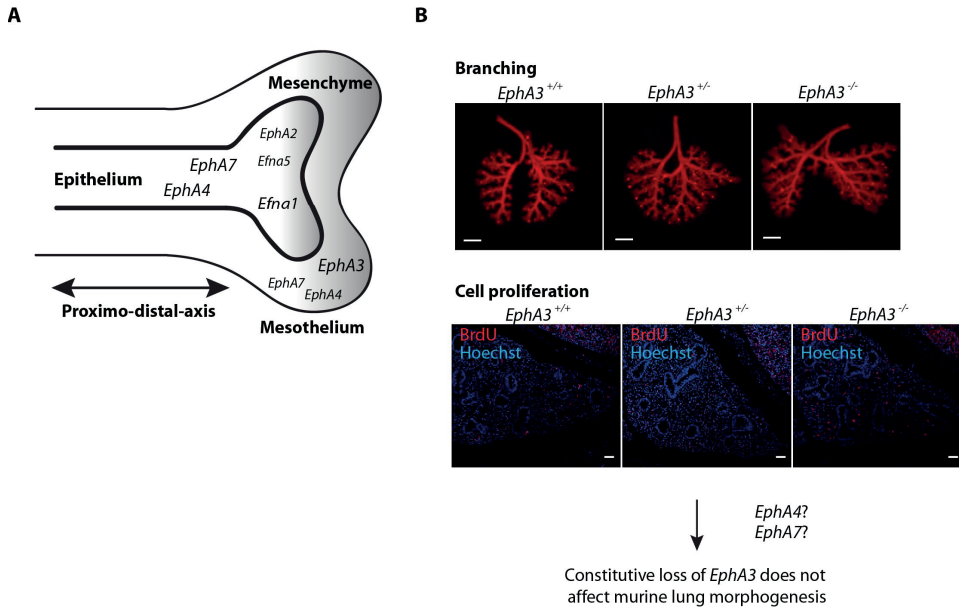 A
Mesenchyme
EphA2
EphA7
Efna5
Epithelium
EphA4
Efna1
EphA3
EphA7
EphA4
Proximo-distal-axis
Mesothelium
B
Branching
EphA3 +/+
EphA3 +/-
EphA3 -/-
Cell proliferation
EphA3 +/+
EphA3 +/-
EphA3 -/-
BrdU
Hoechst
BrdU
Hoechst
BrdU
Hoechst
EphA4?
EphA7?
Constitutive loss of EphA3 does not
affect murine lung morphogenesis